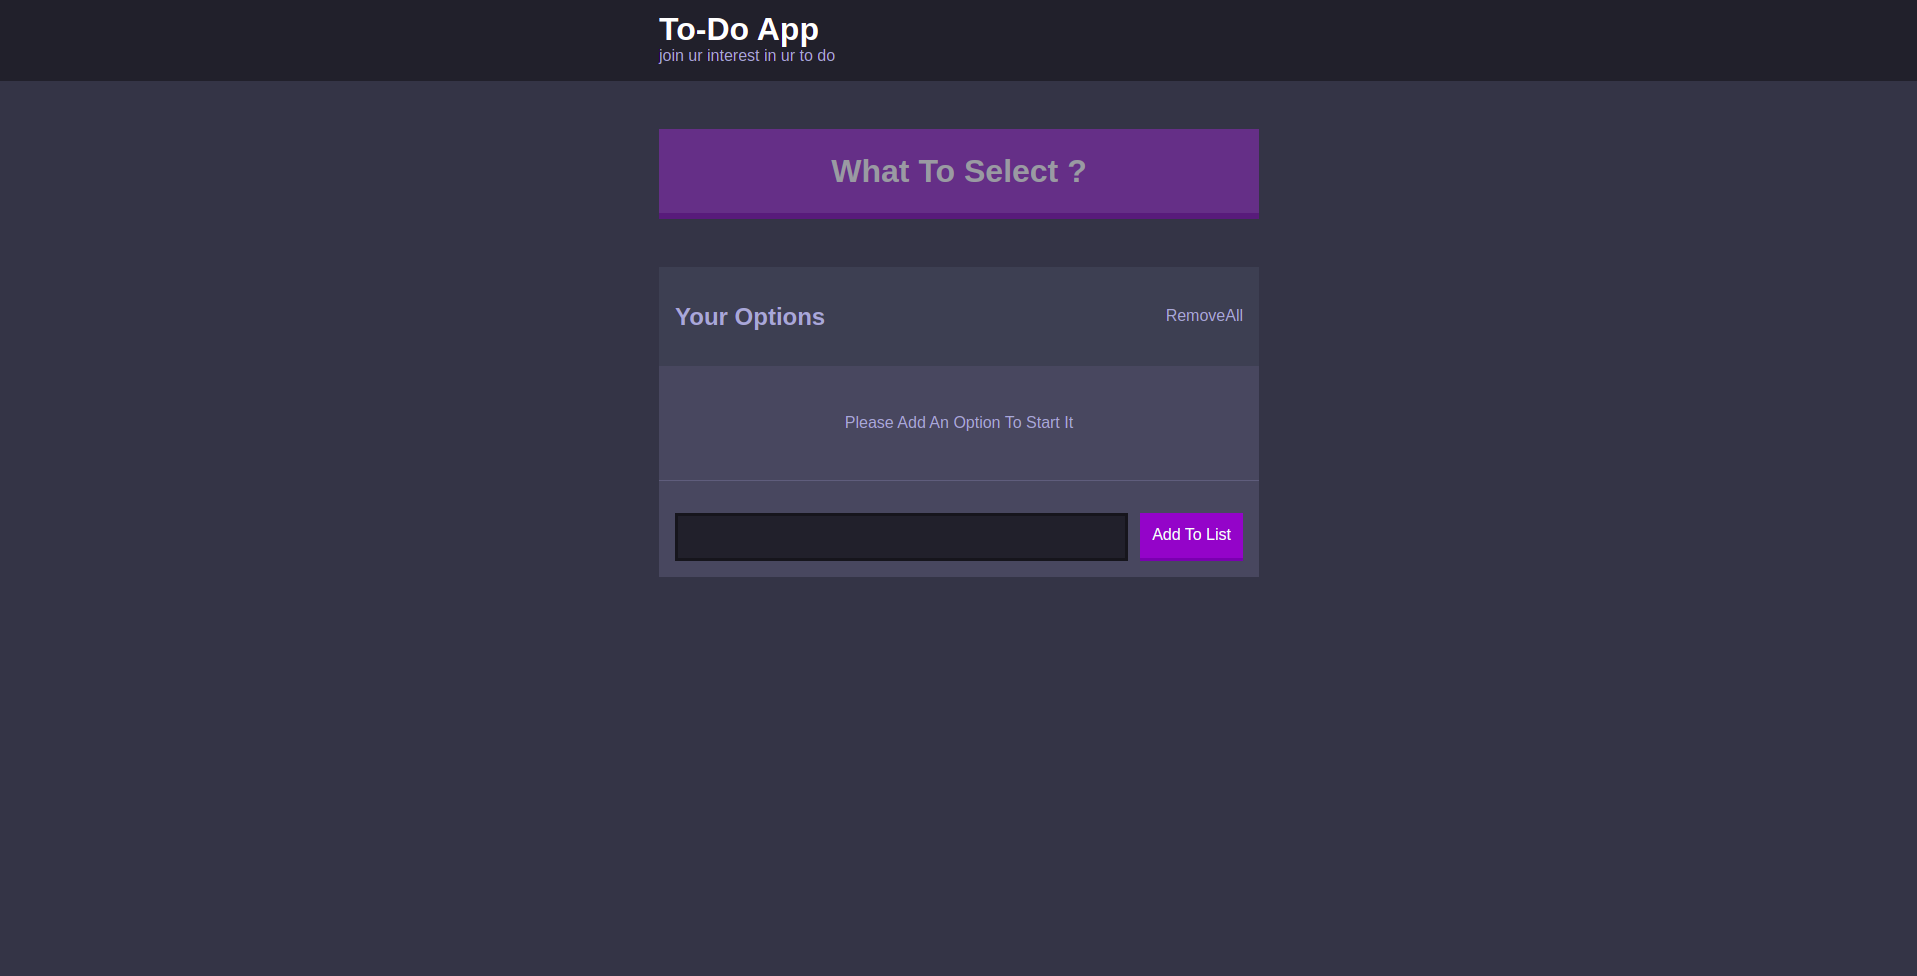 To-Do App
join ur interest in ur to do
What To Select ?
Your Options
RemoveAll
Please Add An Option To Start It
Add To List